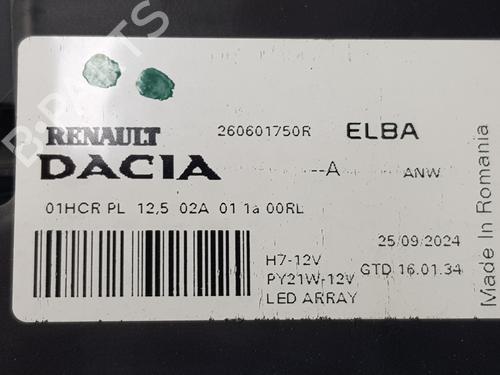 RENAULT 260601750R ELBA
DACIA --A ANW
01HCR PL 12,5 02A 01 1a 00RL
25/09/2024
H7-12V
PY21W-12V GTD 16.01.34
LED ARRAY
Made In Romania
B-PARTS